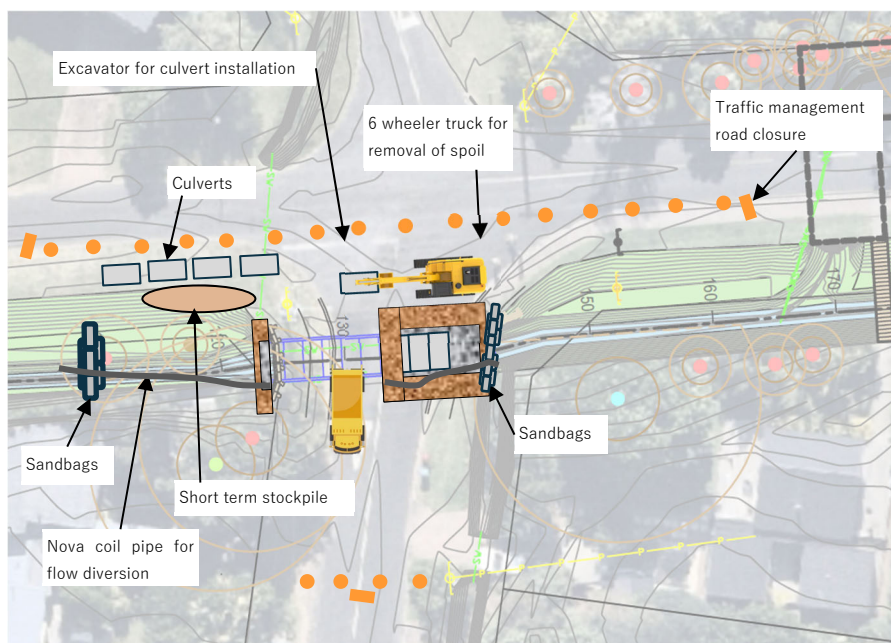 Excavator for culvert installation
6 wheeler truck for
removal of spoil
Traffic management
road closure
Culverts
130
150
160
170
Sandbags
Sandbags
Short term stockpile
Nova coil pipe for
flow diversion
P
P
P
P
P